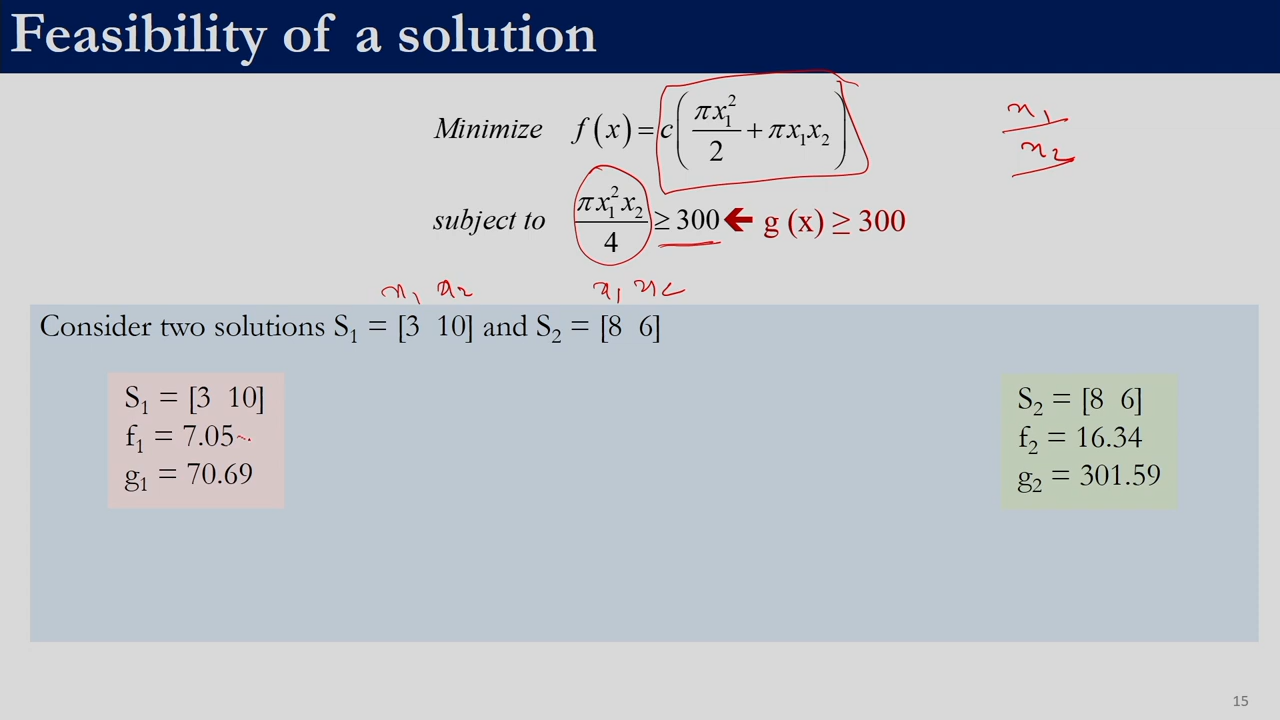 Feasibility of a solution
Minimize f(x) = c(πx₁²/2 + πx₁x₂)
x₁
x₂
subject to πx₁²x₂/4 ≥ 300 ← g (x) ≥ 300
x₁ x₂ x₁ x₂
Consider two solutions S₁ = [3 10] and S₂ = [8 6]
S₁ = [3 10]
f₁ = 7.05
g₁ = 70.69
S₂ = [8 6]
f₂ = 16.34
g₂ = 301.59
15